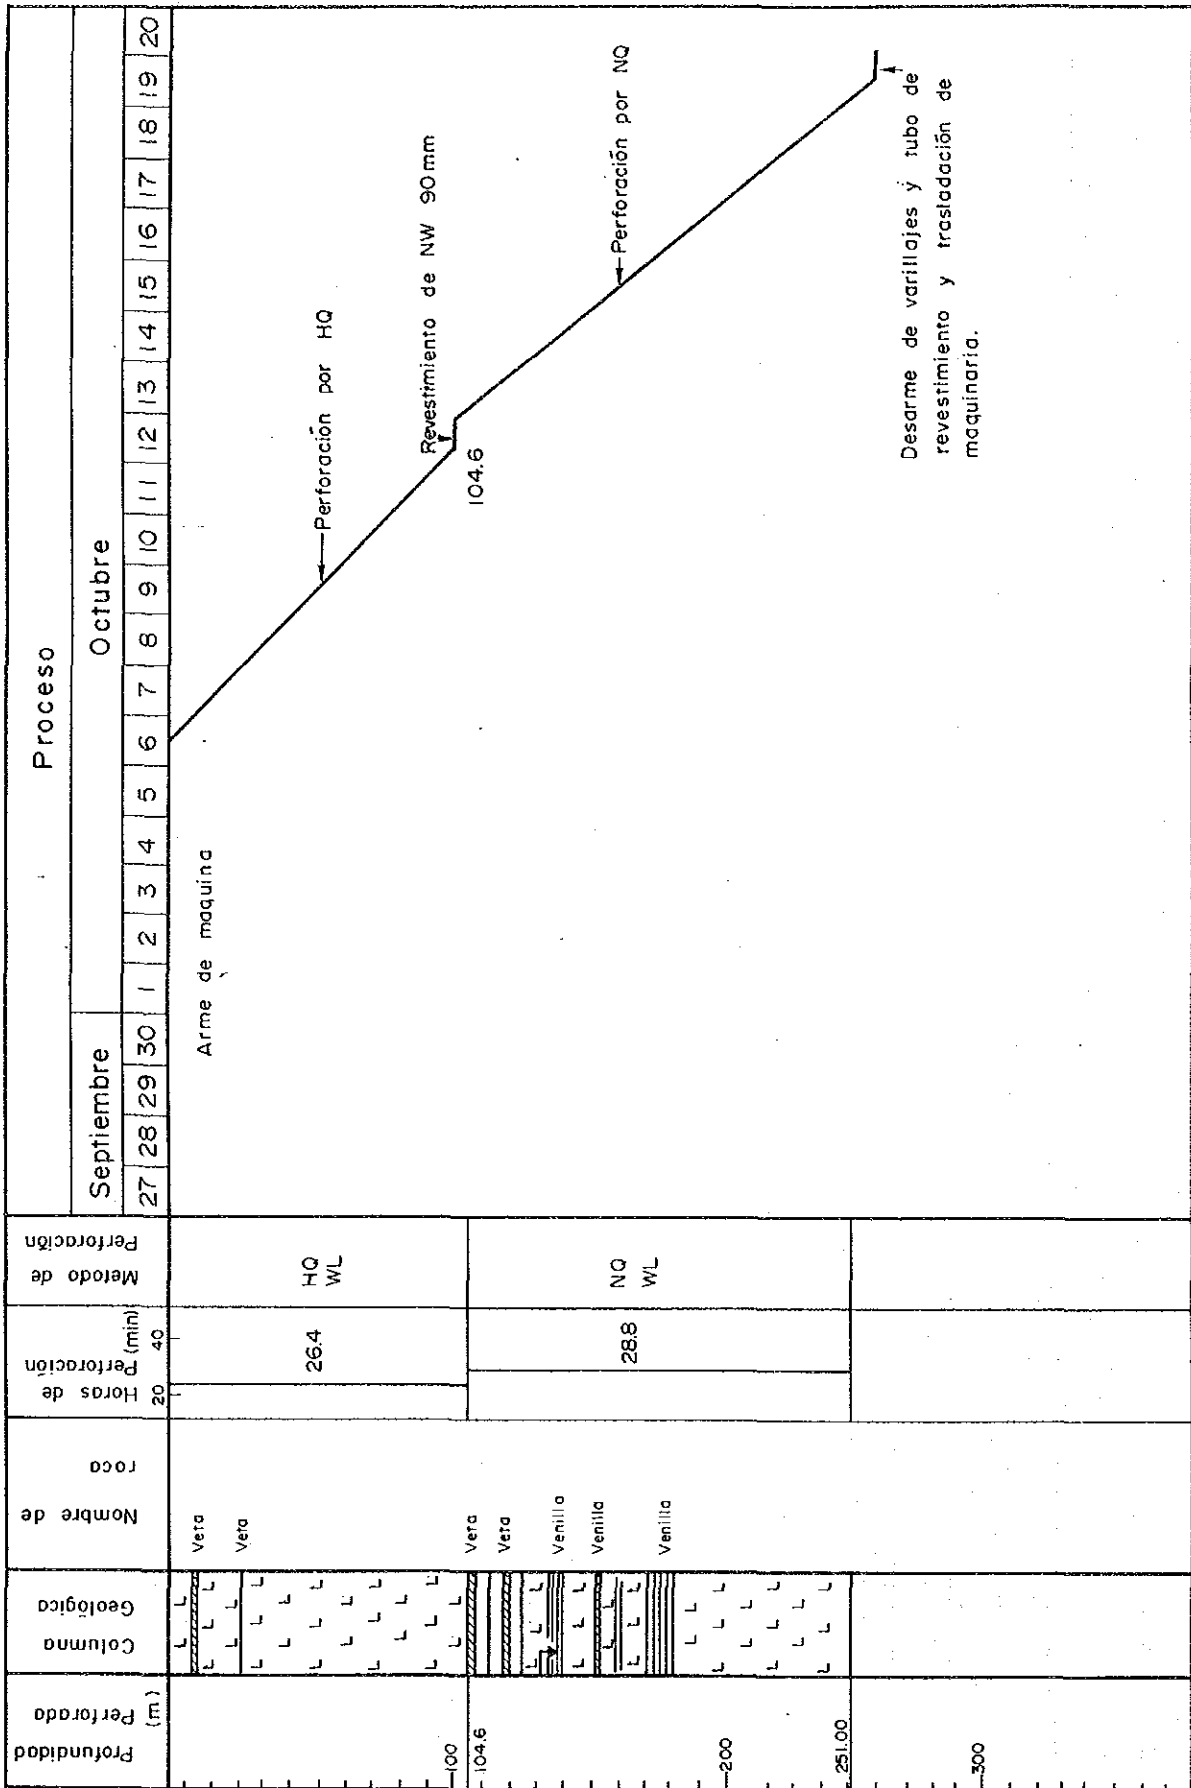 Profundidad
Perforada
(m)
Columna
Geológica
Nombre de
roca
Horas de
Perforación
(min)
20 40
Metodo de
Perforación
Proceso
Septiembre Octubre
27 28 29 30 1 2 3 4 5 6 7 8 9 10 11 12 13 14 15 16 17 18 19 20
Arme de maquina
Veta
Veta
26.4
HQ
WL
Perforación por HQ
100
104.6
Revestimiento de NW 90mm
104.6
Veta
Veta
Venilla
Venilla
Venilla
28.8
NQ
WL
Perforación por NQ
200
251.00
300
Desarme de varillajes y tubo de
revestimiento y trasladación de
maquinaria.